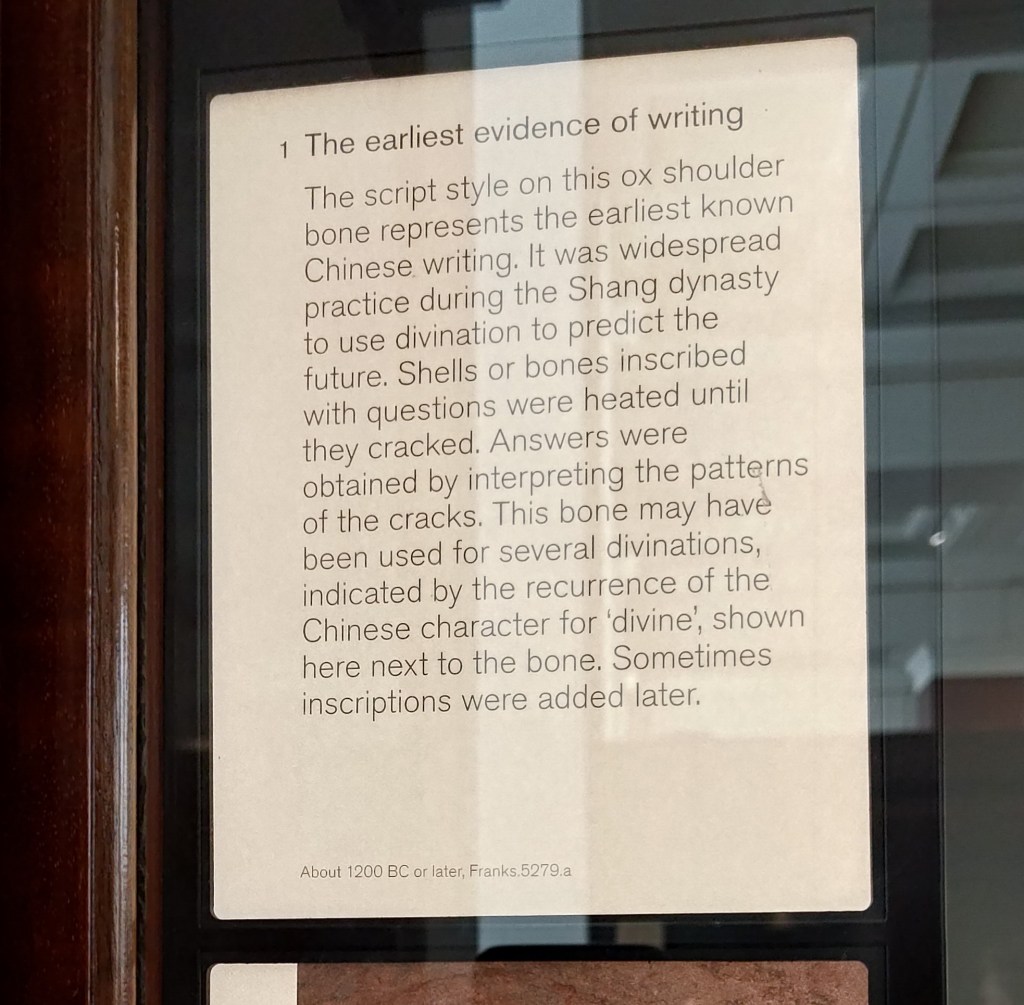 1 The earliest evidence of writing
The script style on this ox shoulder
bone represents the earliest known
Chinese writing. It was widespread
practice during the Shang dynasty
to use divination to predict the
future. Shells or bones inscribed
with questions were heated until
they cracked. Answers were
obtained by interpreting the patterns
of the cracks. This bone may have
been used for several divinations,
indicated by the recurrence of the
Chinese character for ‘divine’, shown
here next to the bone. Sometimes
inscriptions were added later.
About 1200 BC or later, Franks.5279.a